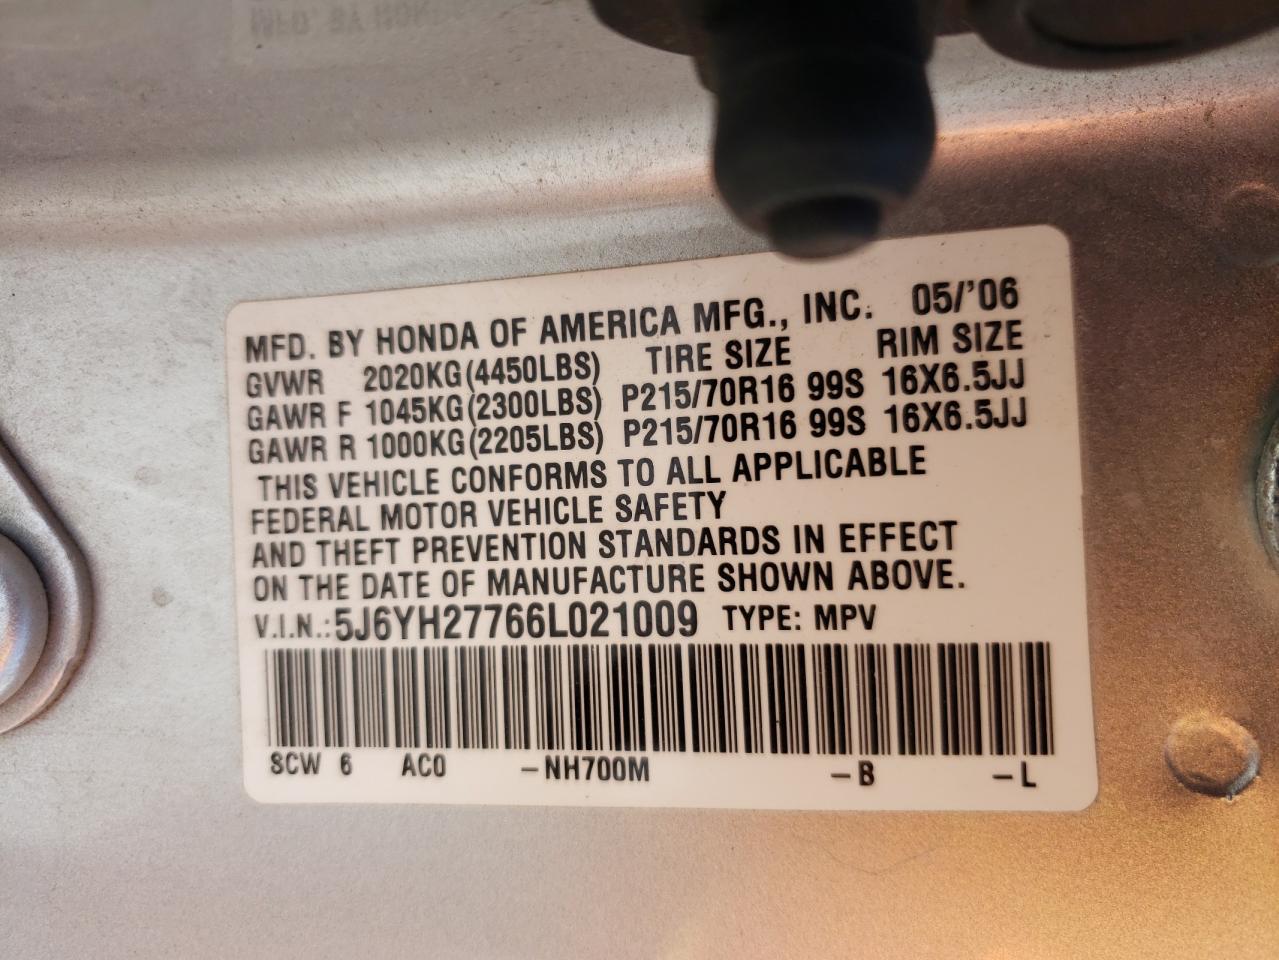 MFD. BY HONDA OF AMERICA MFG., INC. 05/'06
GVWR 2020KG(4450LBS) TIRE SIZE RIM SIZE
GAWR F 1045KG(2300LBS) P215/70R16 99S 16X6.5JJ
GAWR R 1000KG(2205LBS) P215/70R16 99S 16X6.5JJ
THIS VEHICLE CONFORMS TO ALL APPLICABLE
FEDERAL MOTOR VEHICLE SAFETY
AND THEFT PREVENTION STANDARDS IN EFFECT
ON THE DATE OF MANUFACTURE SHOWN ABOVE.
V.I.N.:5J6YH27766L021009 TYPE: MPV
SCW 6 AC0 -NH700M -B -L